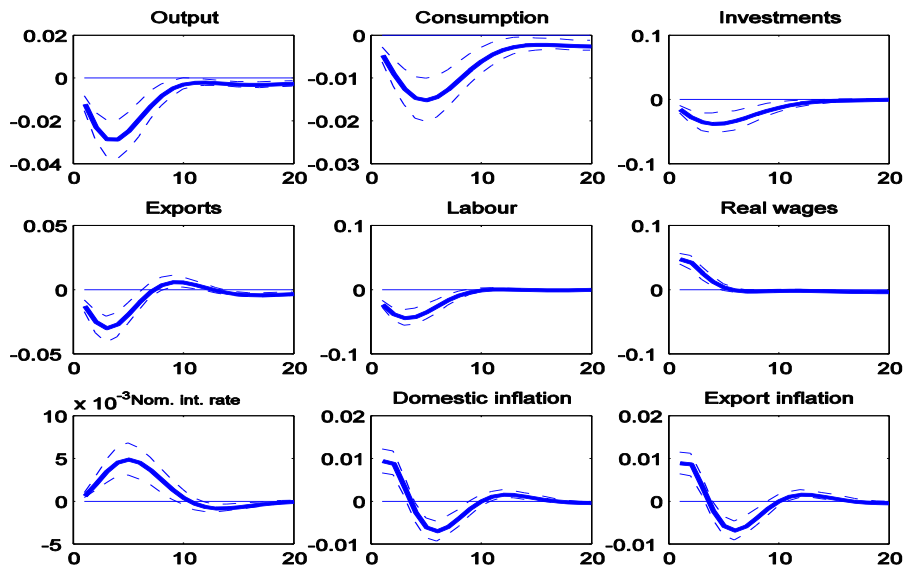 Output
Consumption
Investments
0.02
0
-0.02
-0.04
0
-0.01
-0.02
-0.03
0.1
0
-0.1
0 10 20
0 10 20
0 10 20
Exports
Labour
Real wages
0.05
0
-0.05
0.1
0
-0.1
0.1
0
-0.1
0 10 20
0 10 20
0 10 20
x 10⁻³ Nom. Int. rate
Domestic inflation
Export inflation
10
5
0
-5
0.02
0.01
0
-0.01
0.02
0.01
0
-0.01
0 10 20
0 10 20
0 10 20